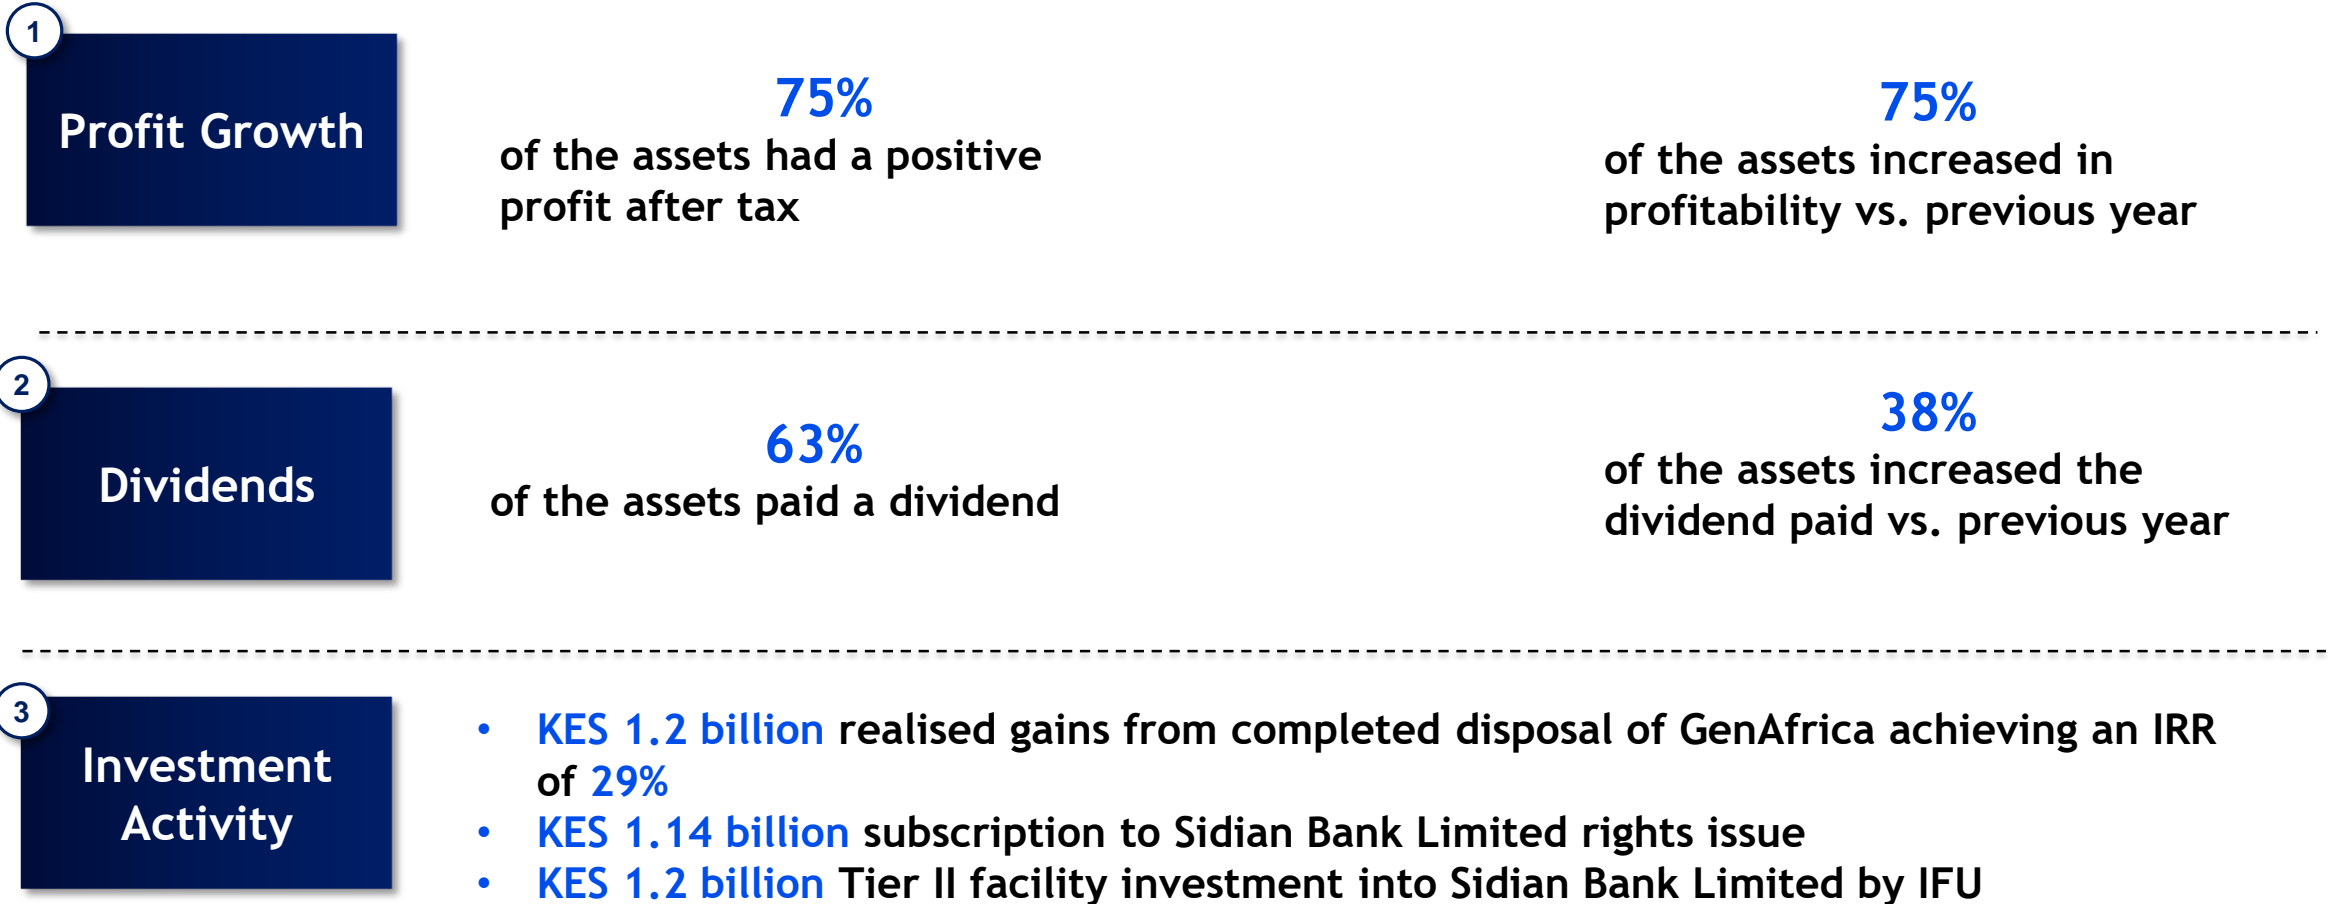 1
Profit Growth
75%
of the assets had a positive
profit after tax
75%
of the assets increased in
profitability vs. previous year
2
Dividends
63%
of the assets paid a dividend
38%
of the assets increased the
dividend paid vs. previous year
3
Investment
Activity
• KES 1.2 billion realised gains from completed disposal of GenAfrica achieving an IRR
of 29%
• KES 1.14 billion subscription to Sidian Bank Limited rights issue
• KES 1.2 billion Tier II facility investment into Sidian Bank Limited by IFU